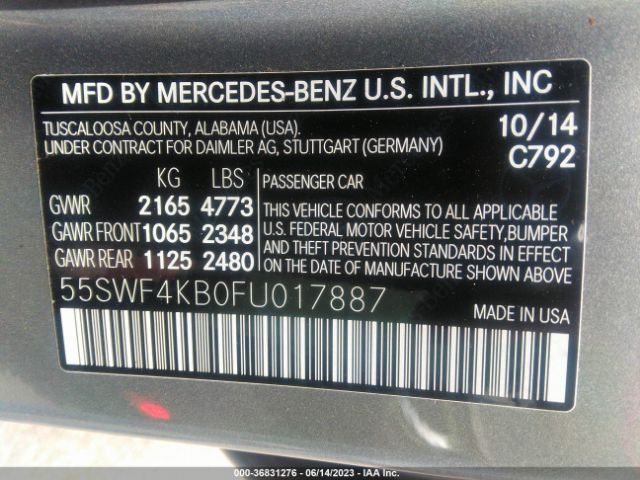 MFD BY MERCEDES-BENZ U.S. INTL., INC
TUSCALOOSA COUNTY, ALABAMA (USA). 10/14
UNDER CONTRACT FOR DAIMLER AG, STUTTGART (GERMANY) C792
KG LBS PASSENGER CAR
GVWR 2165 4773 THIS VEHICLE CONFORMS TO ALL APPLICABLE
GAWR FRONT 1065 2348 U.S. FEDERAL MOTOR VEHICLE SAFETY,BUMPER
GAWR REAR 1125 2480 AND THEFT PREVENTION STANDARDS IN EFFECT
ON THE DATE OF MANUFACTURE SHOWN ABOVE.
55SWF4KB0FU017887
MADE IN USA
000-36831276 - 06/14/2023 - IAA Inc.